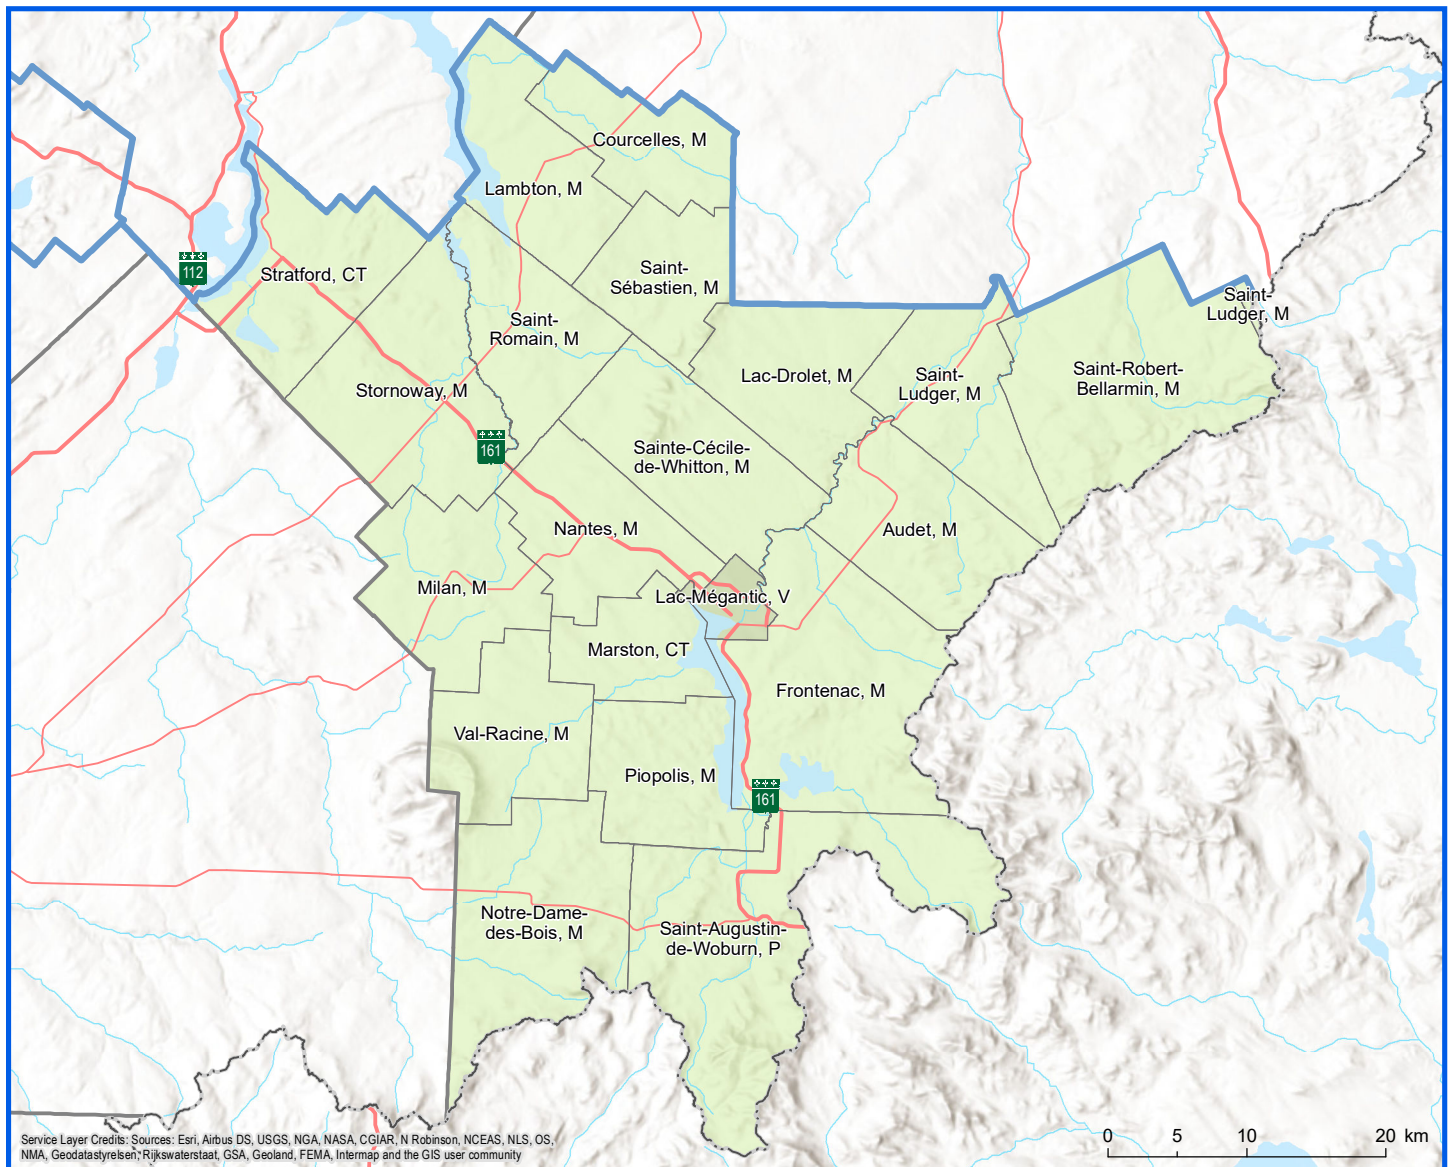 Courcelles, M
Lambton, M
112
Stratford, CT
Saint-
Sébastien, M
Saint-
Ludger, M
Saint-
Romain, M
Lac-Drolet, M
Saint-
Ludger, M
Saint-Robert-
Bellarmin, M
Stornoway, M
161
Sainte-Cécile-
de-Whitton, M
Nantes, M
Audet, M
Milan, M
Lac-Mégantic, V
Marston, CT
Frontenac, M
Val-Racine, M
Piopolis, M
161
Notre-Dame-
des-Bois, M
Saint-Augustin-
de-Woburn, P
Service Layer Credits: Sources: Esri, Airbus DS, USGS, NGA, NASA, CGIAR, N Robinson, NCEAS, NLS, OS,
NMA, Geodatastyrelsen, Rijkswaterstaat, GSA, Geoland, FEMA, Intermap and the GIS user community
0 5 10 20 km